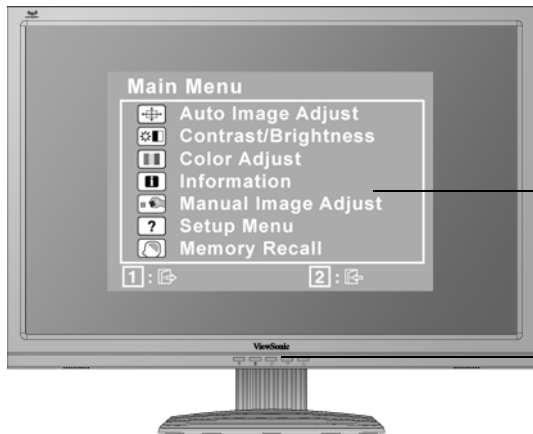 Main Menu
Auto Image Adjust
Contrast/Brightness
Color Adjust
i Information
Manual Image Adjust
? Setup Menu
Memory Recall
1 : 2 :
ViewSonic